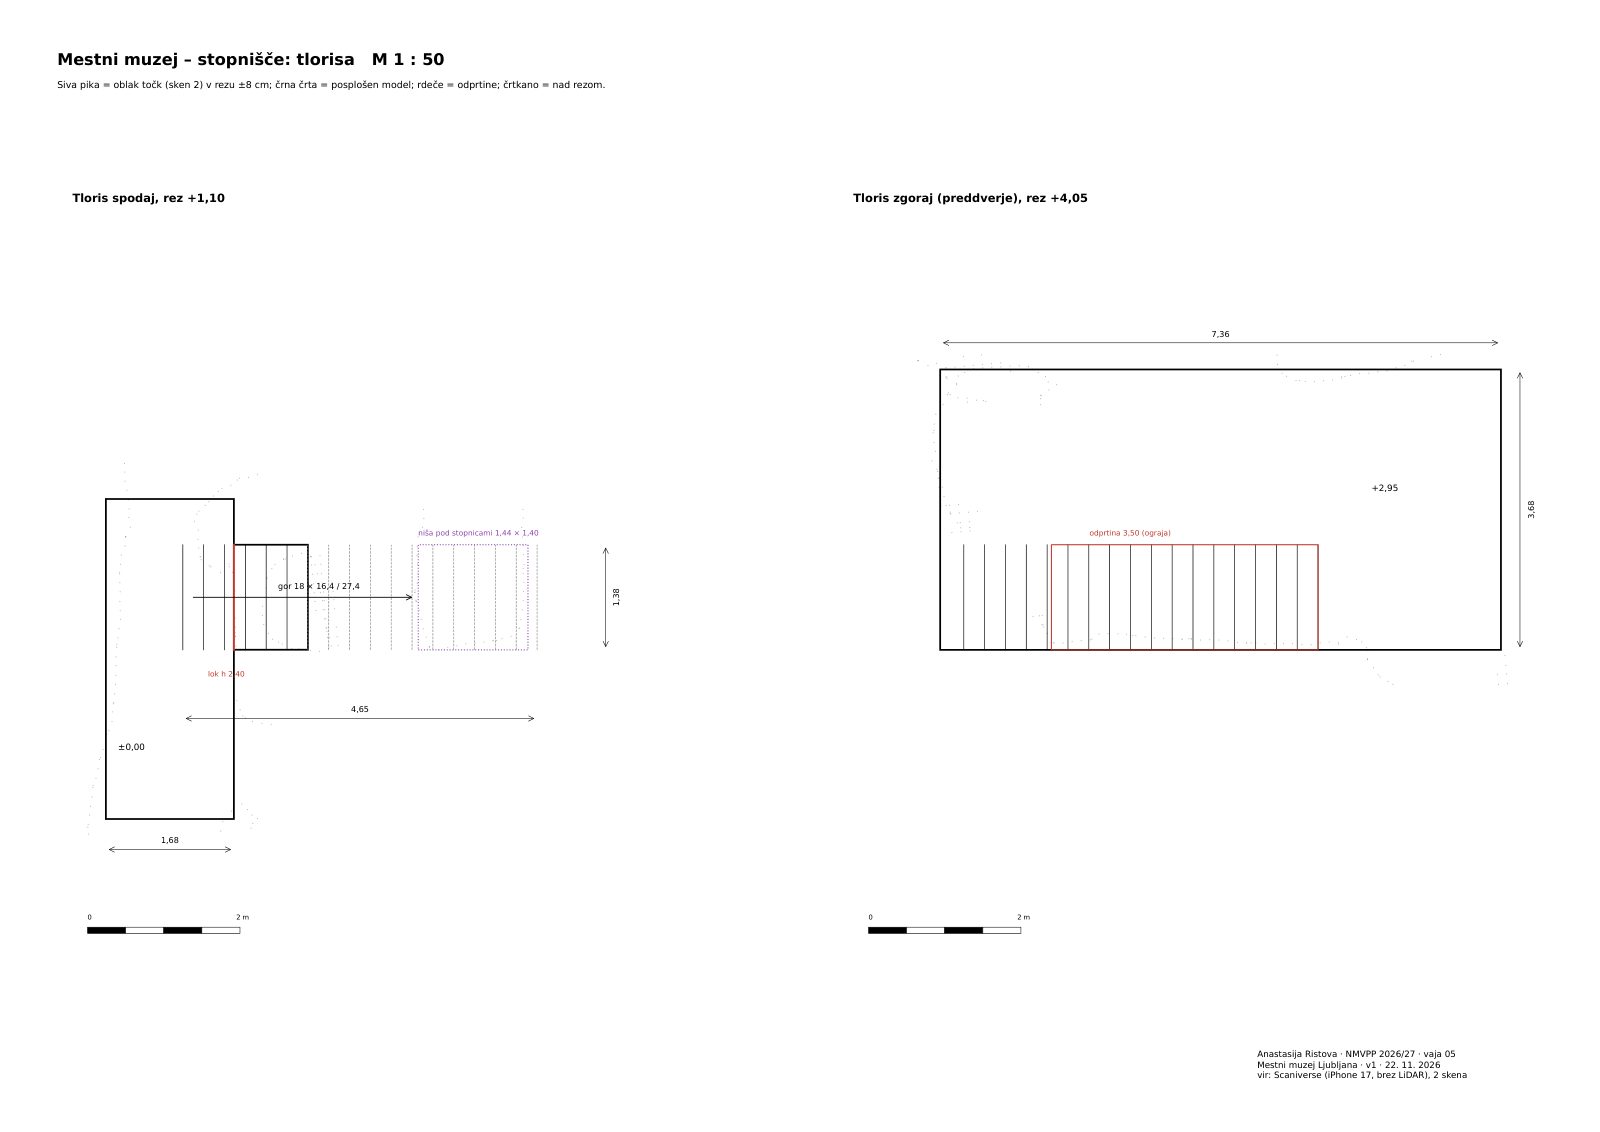 Mestni muzej – stopnišče: tlorisa   M 1 : 50
Siva pika = oblak točk (sken 2) v rezu ±8 cm; črna črta = posplošen model; rdeče = odprtine; črtkano = nad rezom.
Tloris spodaj, rez +1,10
niša pod stopnicami 1,44 × 1,40
gor 18 × 16,4 / 27,4
1,38
lok h 2,40
4,65
±0,00
1,68
0
2 m
Tloris zgoraj (preddverje), rez +4,05
7,36
+2,95
3,68
odprtina 3,50 (ograja)
0
2 m
Anastasija Ristova · NMVPP 2026/27 · vaja 05
Mestni muzej Ljubljana · v1 · 22. 11. 2026
vir: Scaniverse (iPhone 17, brez LiDAR), 2 skena